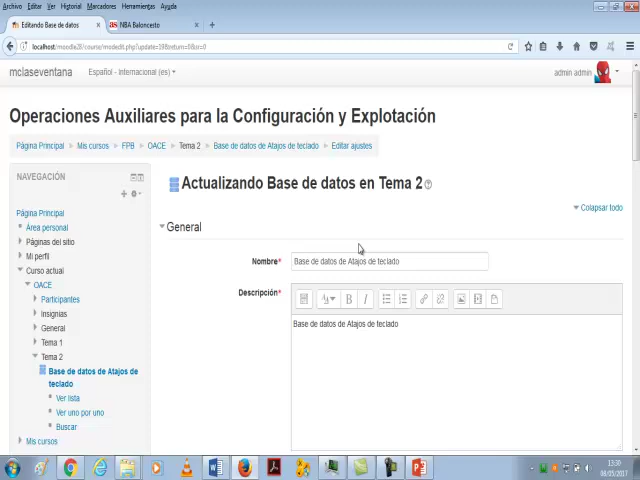 Archivo Editar Ver Historial Marcadores Herramientas Ayuda
Editando Base de datos
as NBA Baloncesto
localhost/moodle28/course/modedit.php?update=19&return=0&sr=0
mclaseventana
Español - Internacional (es)
admin admin
Operaciones Auxiliares para la Configuración y Explotación
Página Principal Mis cursos FPB OACE Tema 2 Base de datos de Atajos de teclado Editar ajustes
NAVEGACIÓN
Página Principal
Área personal
Páginas del sitio
Mi perfil
Curso actual
OACE
Participantes
Insignias
General
Tema 1
Tema 2
Base de datos de Atajos de
teclado
Ver lista
Ver uno por uno
Buscar
Mis cursos
Actualizando Base de datos en Tema 2
Colapsar todo
General
Nombre*
Base de datos de Atajos de teclado
Descripción*
B I
Base de datos de Atajos de teclado
13:30
08/05/2017